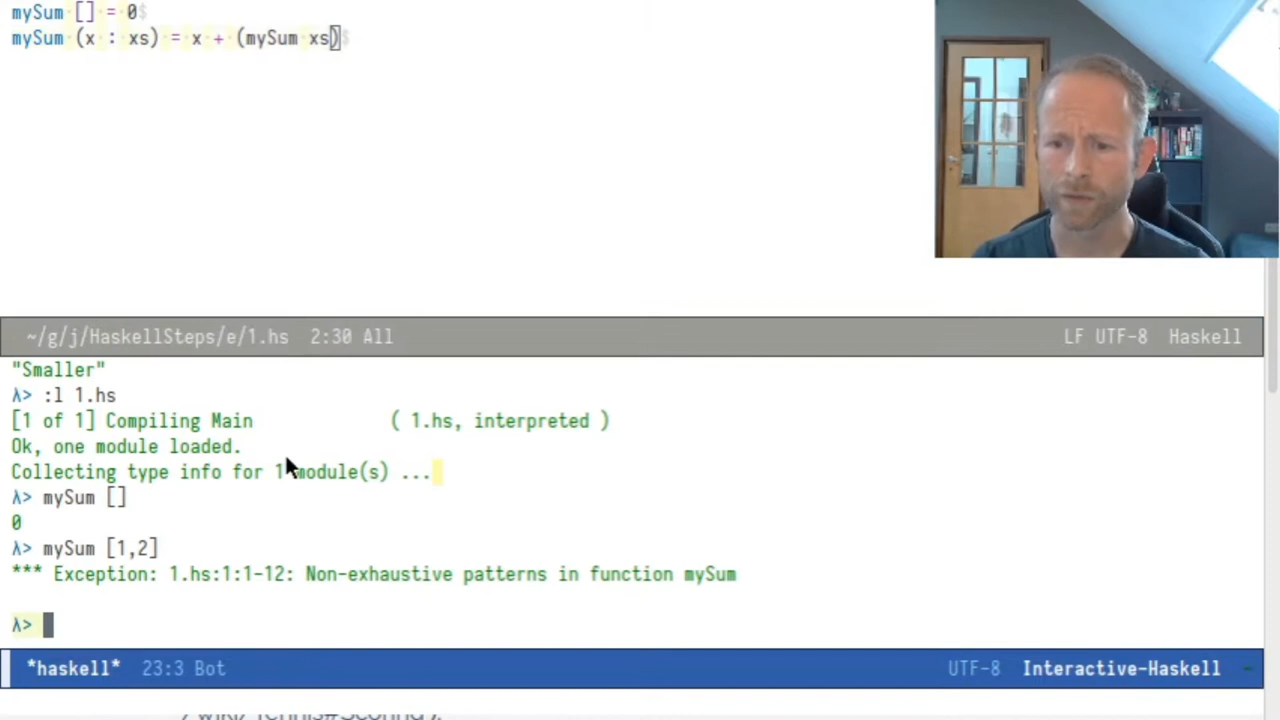 mySum [] = 0$
mySum (x : xs) = x + (mySum xs)$
~/g/j/HaskellSteps/e/1.hs 2:30 All LF UTF-8 Haskell
"Smaller"
λ> :l 1.hs
[1 of 1] Compiling Main ( 1.hs, interpreted )
Ok, one module loaded.
Collecting type info for 1 module(s) ...
λ> mySum []
0
λ> mySum [1,2]
*** Exception: 1.hs:1:1-12: Non-exhaustive patterns in function mySum
λ>
*haskell* 23:3 Bot UTF-8 Interactive-Haskell